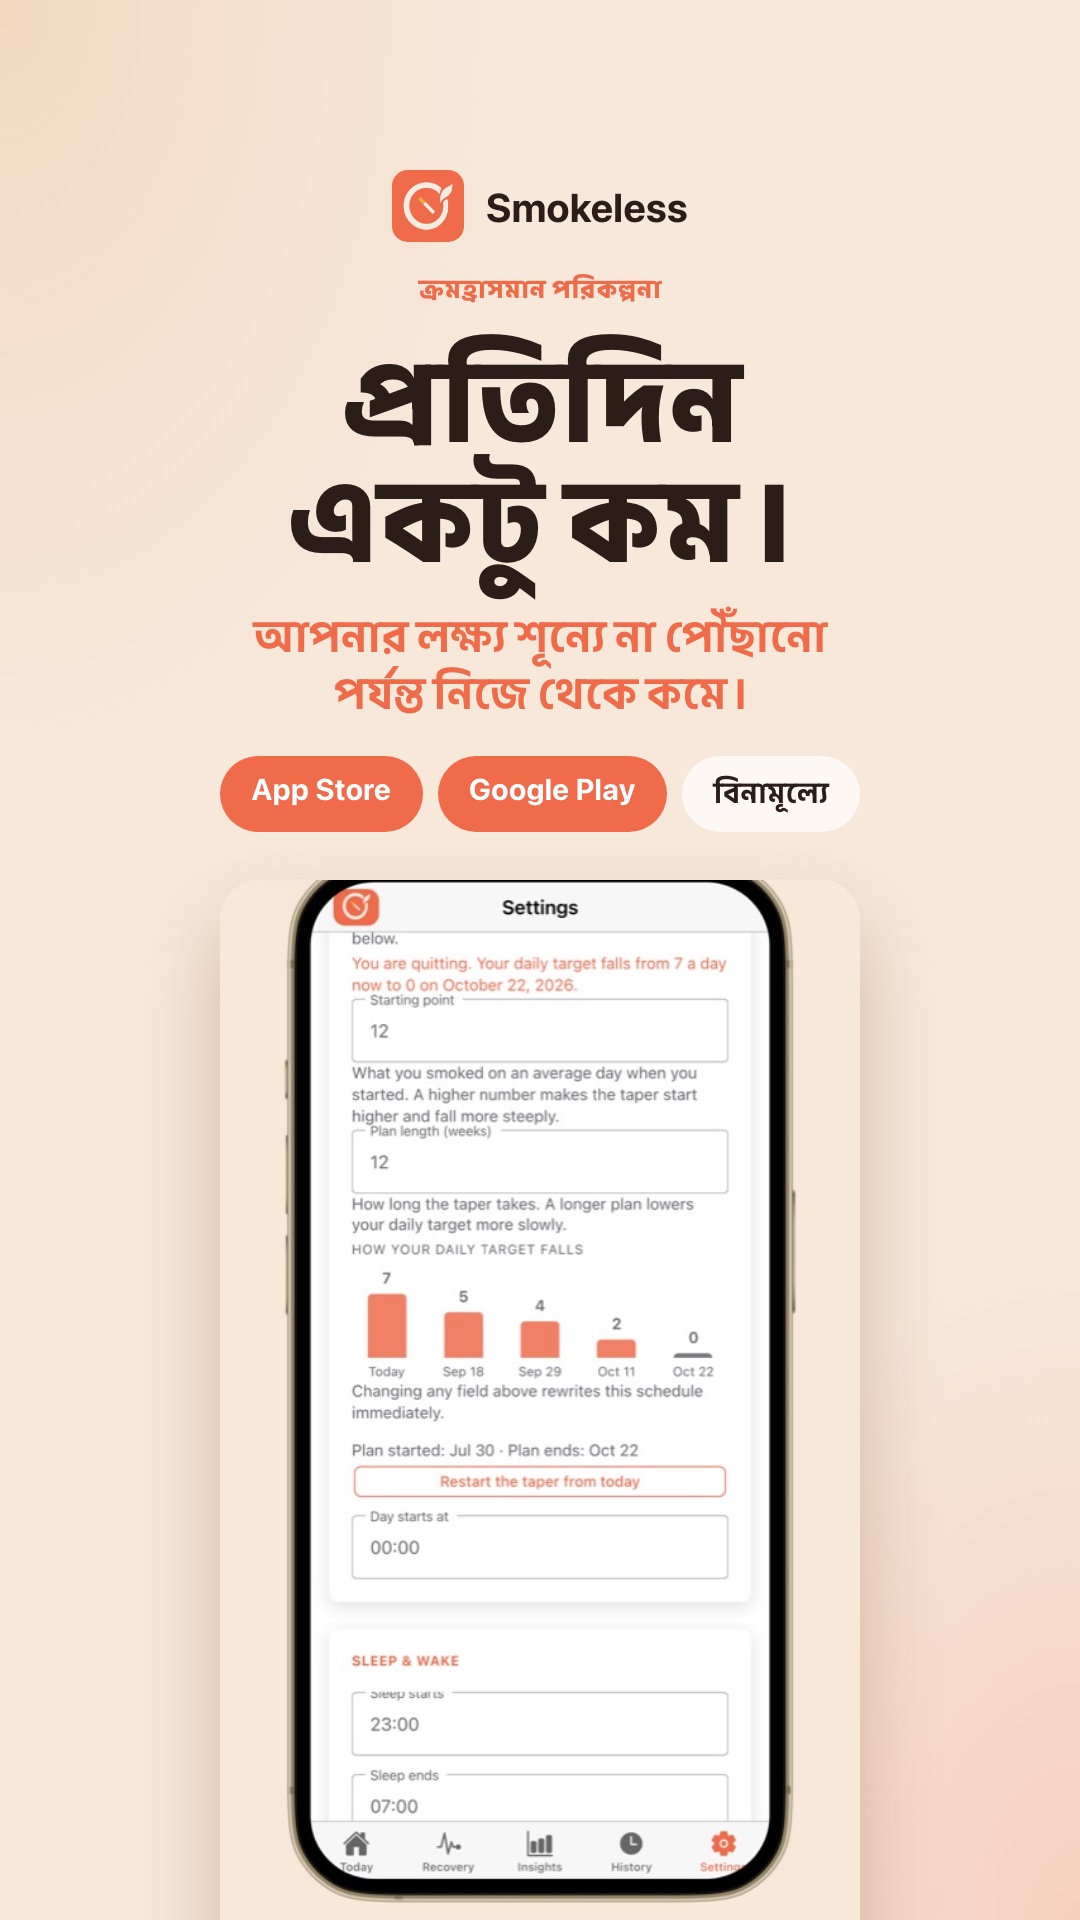 Smokeless
ক্রমহ্রাসমান পরিকল্পনা
প্রতিদিন
একটু কম।
আপনার লক্ষ্য শূন্যে না পৌঁছানো
পর্যন্ত নিজে থেকে কমে।
App Store
Google Play
বিনামূল্যে
Settings
below.
You are quitting. Your daily target falls from 7 a day
now to 0 on October 22, 2026.
Starting point
12
What you smoked on an average day when you
started. A higher number makes the taper start
higher and fall more steeply.
Plan length (weeks)
12
How long the taper takes. A longer plan lowers
your daily target more slowly.
HOW YOUR DAILY TARGET FALLS
7 5 4 2 0
Today Sep 18 Sep 29 Oct 11 Oct 22
Changing any field above rewrites this schedule
immediately.
Plan started: Jul 30 · Plan ends: Oct 22
Restart the taper from today
Day starts at
00:00
SLEEP & WAKE
Sleep starts
23:00
Sleep ends
07:00
Today Recovery Insights History Settings